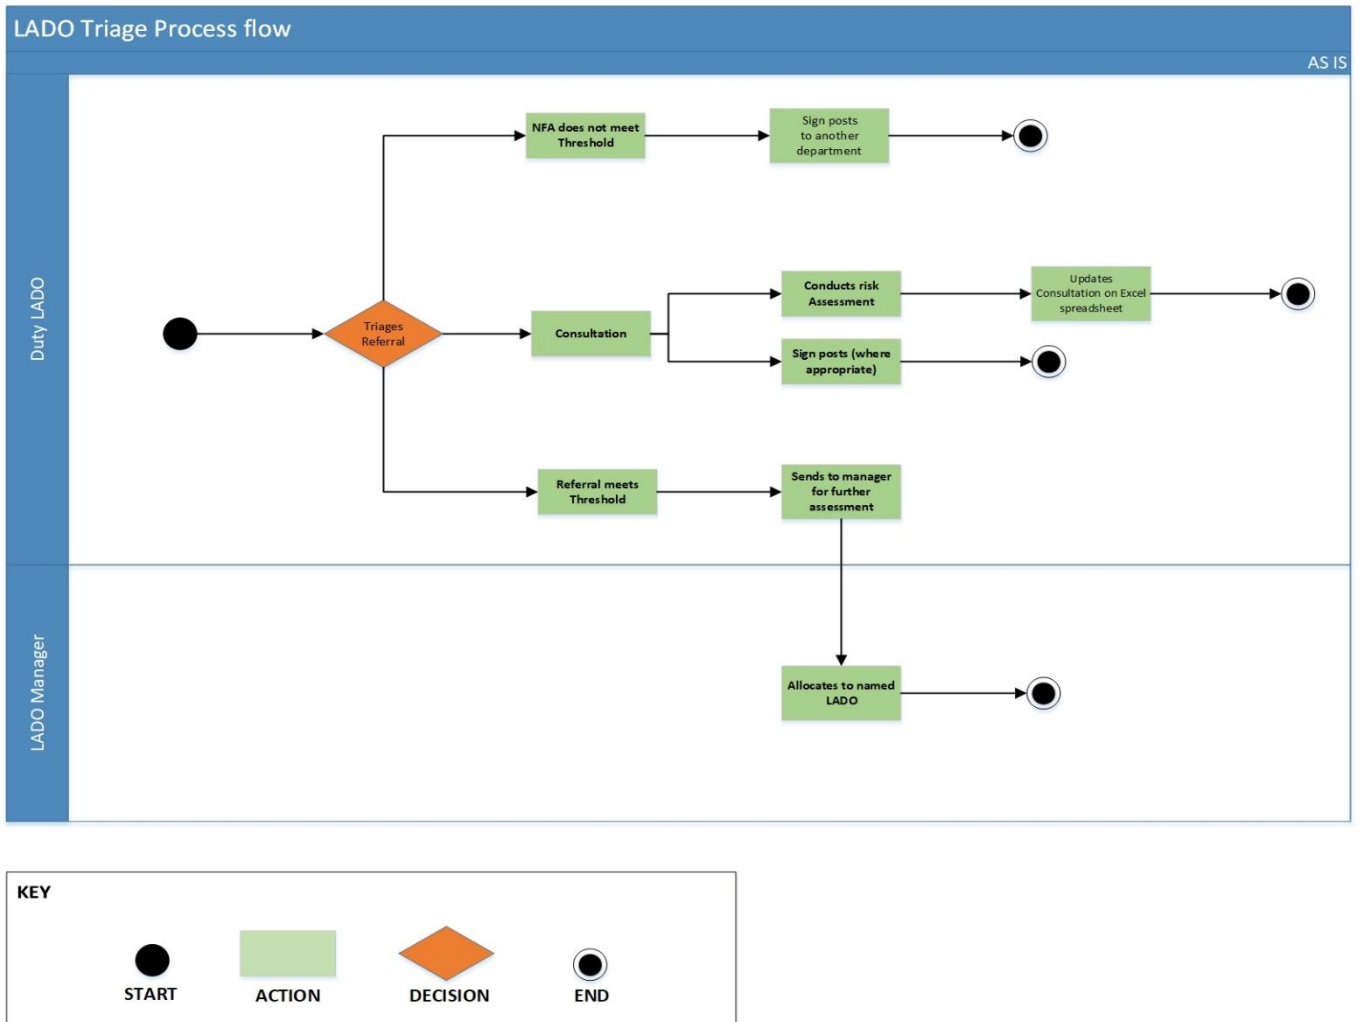 LADO Triage Process flow
AS IS
Duty LADO
NFA does not meet
Threshold
Sign posts
to another
department
Triages
Referral
Consultation
Conducts risk
Assessment
Updates
Consultation on Excel
spreadsheet
Sign posts (where
appropriate)
Referral meets
Threshold
Sends to manager
for further
assessment
LADO Manager
Allocates to named
LADO
KEY
START
ACTION
DECISION
END